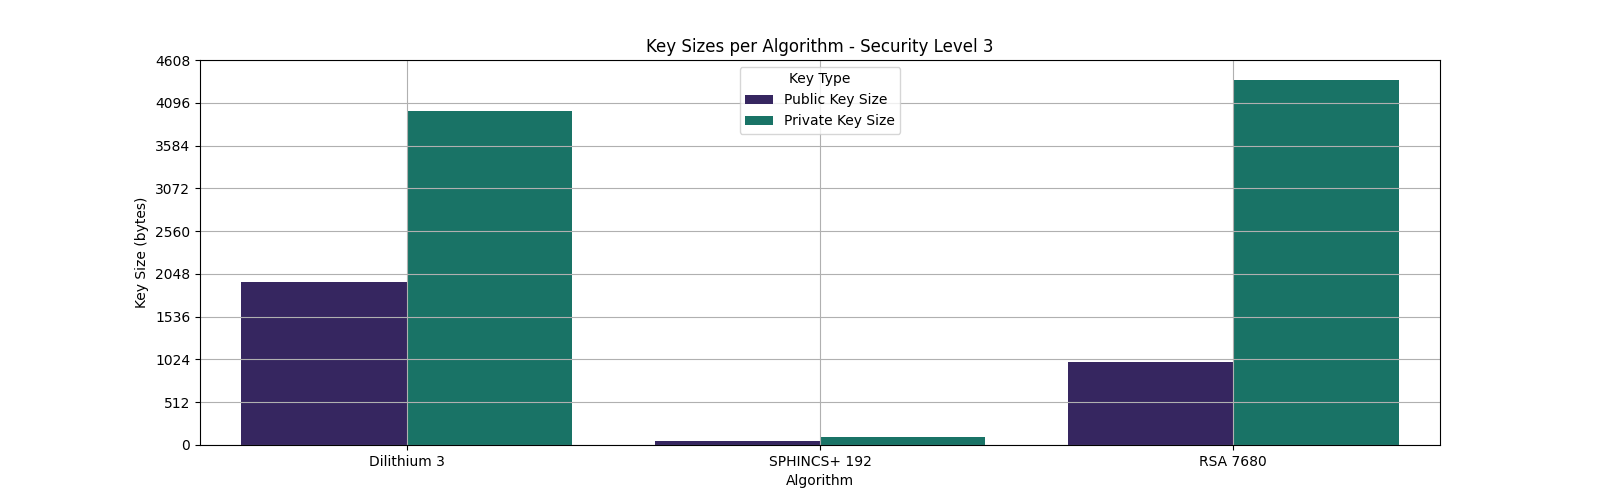 Key Sizes per Algorithm - Security Level 3
Key Type
Public Key Size
Private Key Size
Key Size (bytes)
4608
4096
3584
3072
2560
2048
1536
1024
512
0
Dilithium 3
SPHINCS+ 192
RSA 7680
Algorithm